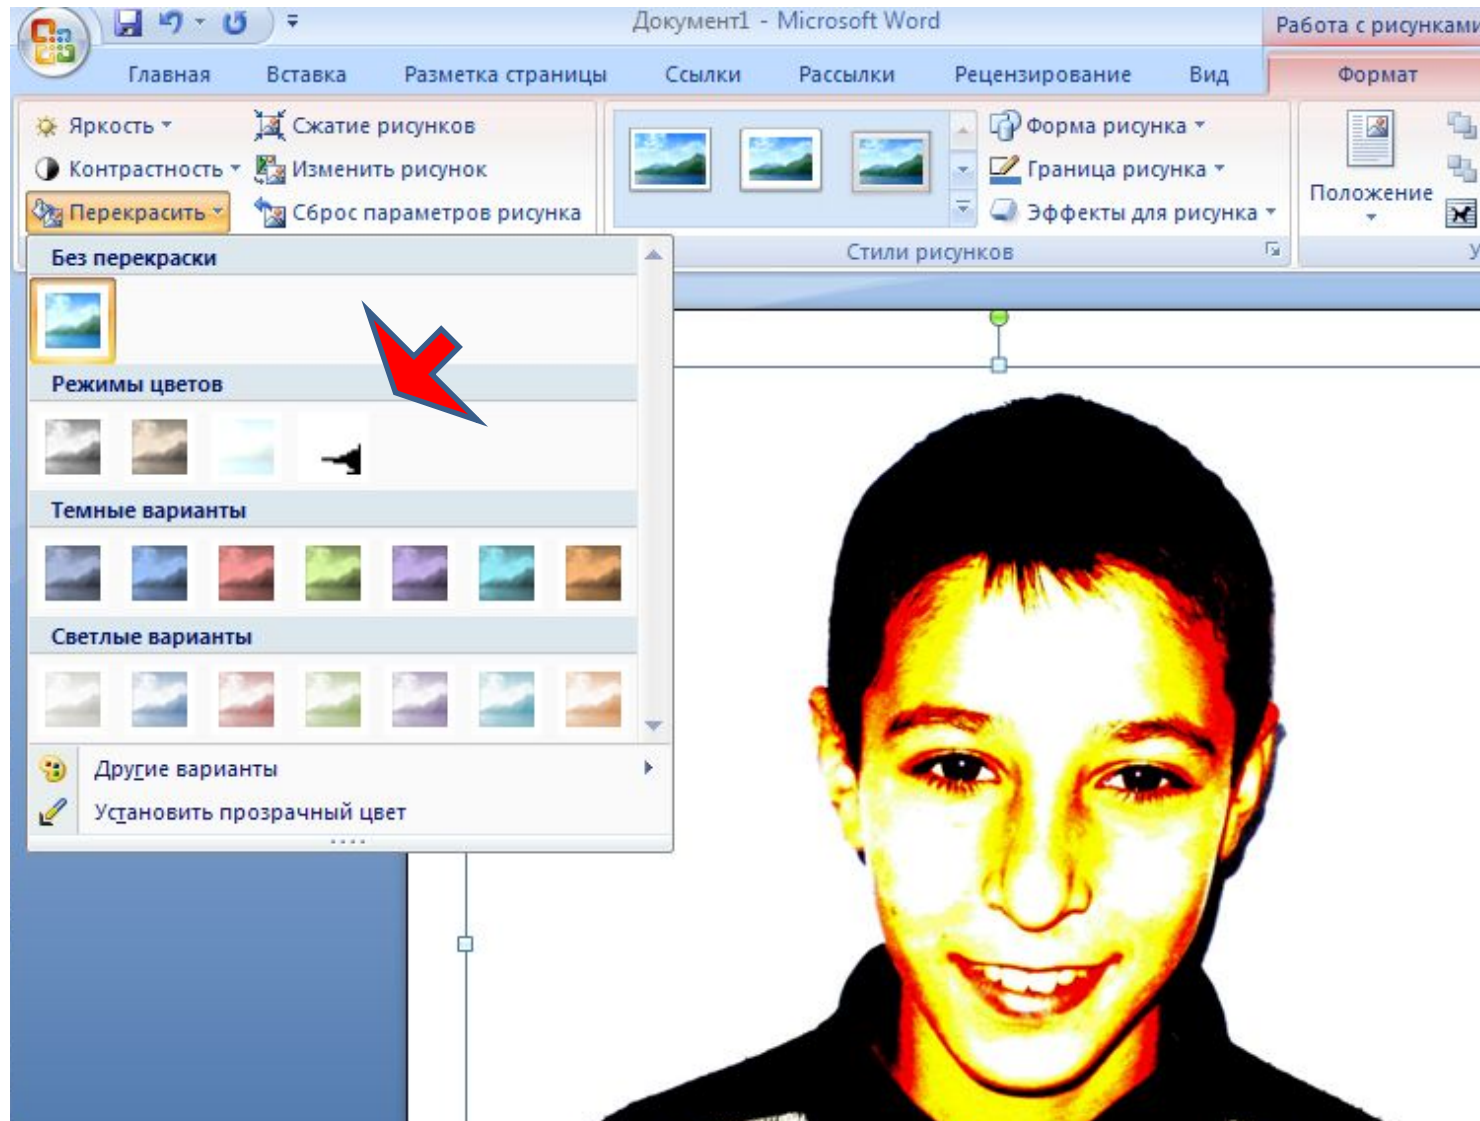 Документ1 - Microsoft Word
Работа с рисунками
Главная Вставка Разметка страницы Ссылки Рассылки Рецензирование Вид Формат
Яркость
Контрастность
Перекрасить
Сжатие рисунков
Изменить рисунок
Сброс параметров рисунка
Форма рисунка
Граница рисунка
Эффекты для рисунка
Стили рисунков
Положение
Без перекраски
Режимы цветов
Темные варианты
Светлые варианты
Другие варианты
Установить прозрачный цвет